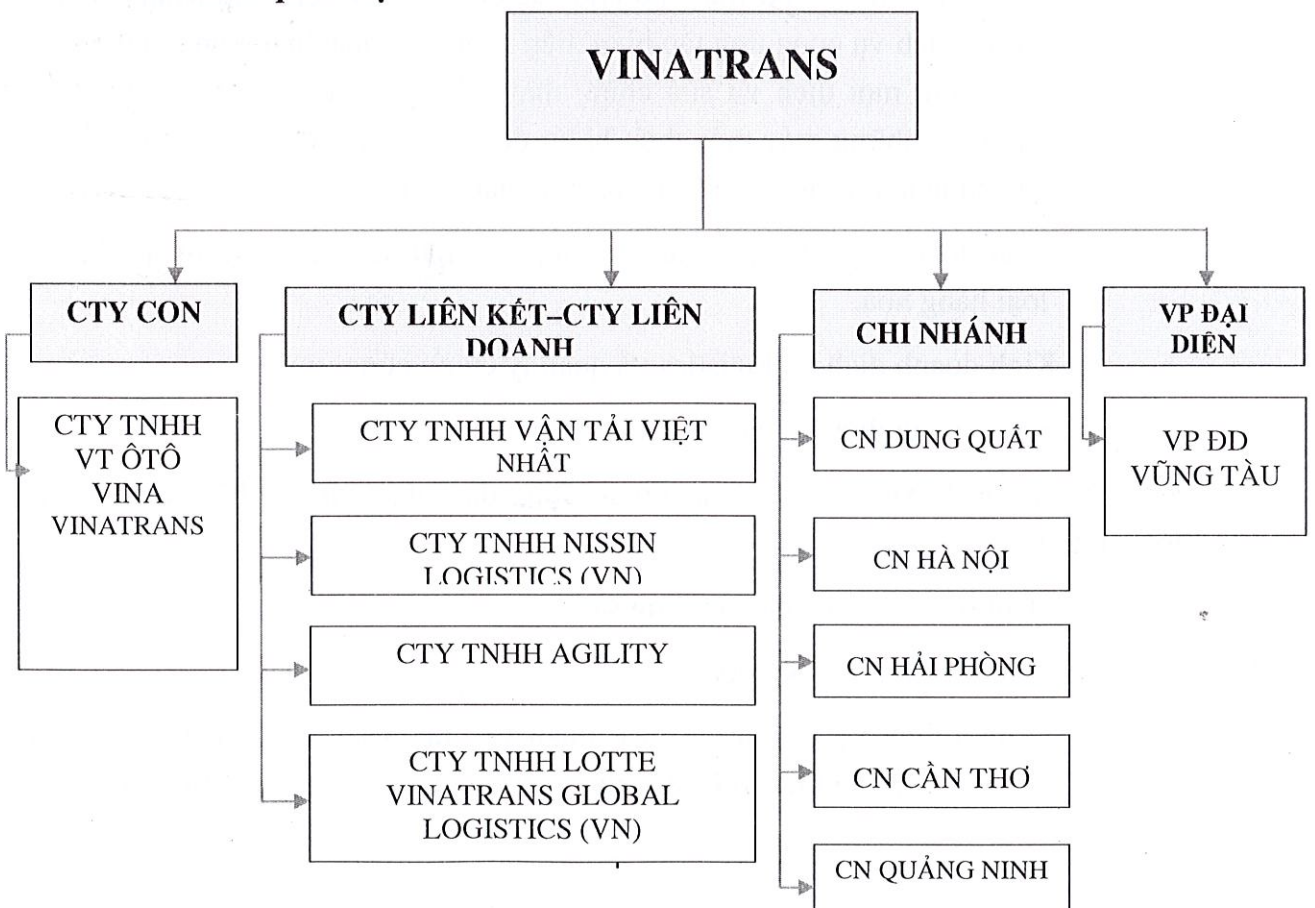 VINATRANS
CTY CON
CTY TNHH
VT ÔTÔ
VINA
VINATRANS
CTY LIÊN KẾT–CTY LIÊN
DOANH
CTY TNHH VẬN TẢI VIỆT
NHẬT
CTY TNHH NISSIN
LOGISTICS (VN)
CTY TNHH AGILITY
CTY TNHH LOTTE
VINATRANS GLOBAL
LOGISTICS (VN)
CHI NHÁNH
CN DUNG QUẤT
CN HÀ NỘI
CN HẢI PHÒNG
CN CẦN THƠ
CN QUẢNG NINH
VP ĐẠI
DIỆN
VP ĐD
VŨNG TÀU